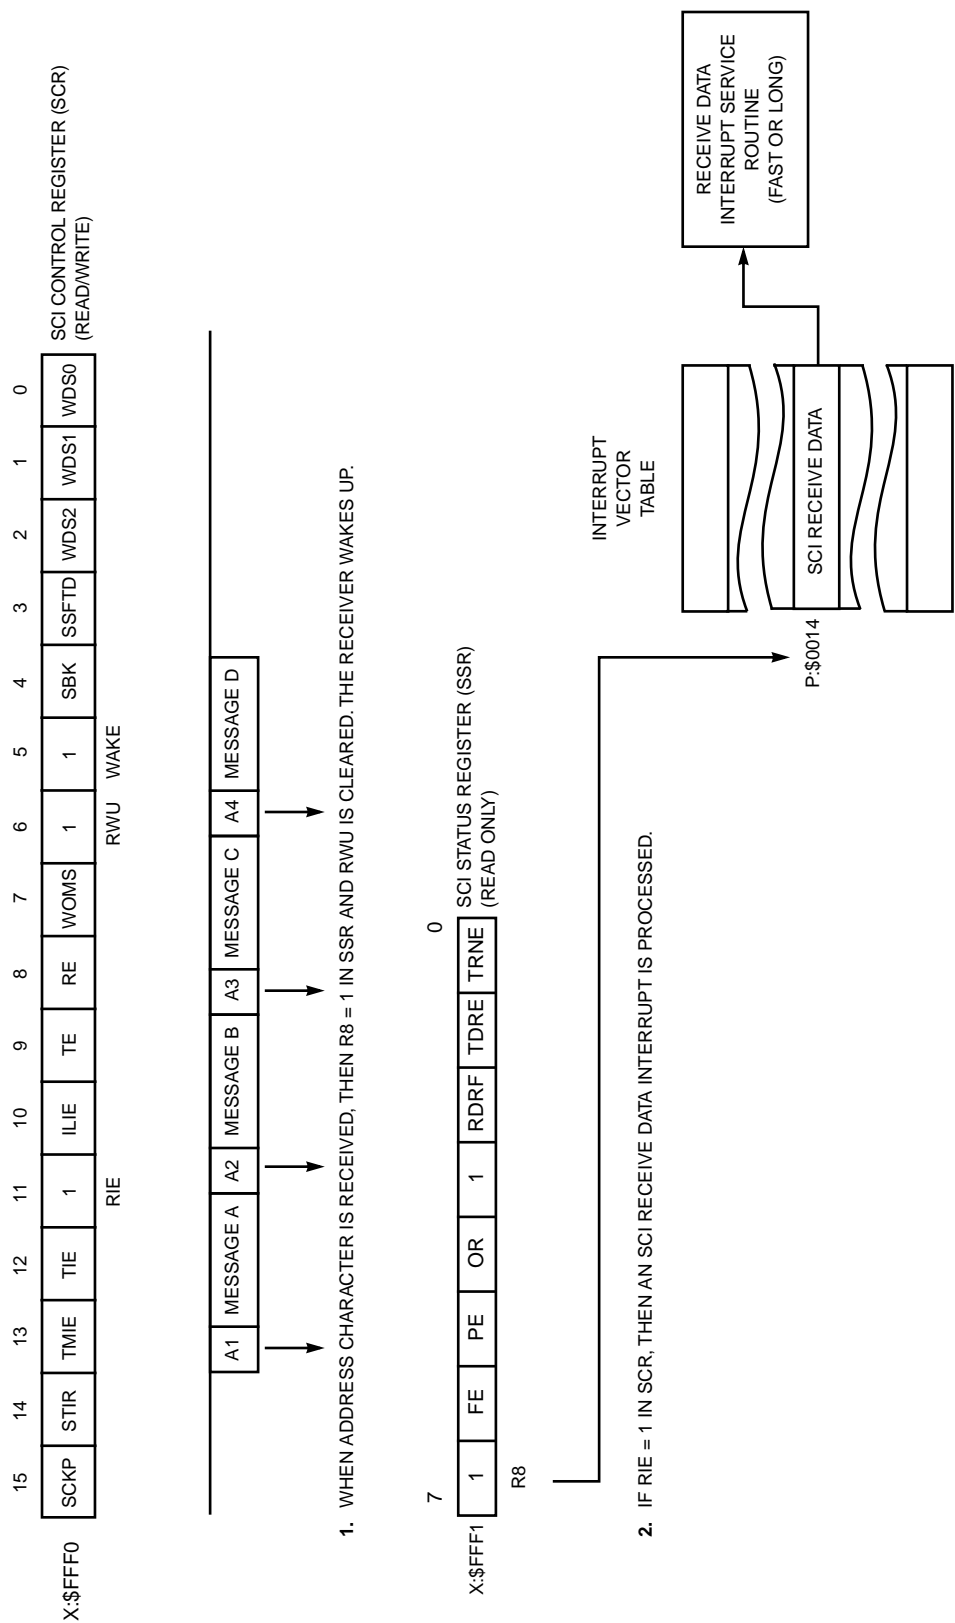 15 14 13 12 11 10 9 8 7 6 5 4 3 2 1 0
X:$FFF0 SCKP STIR TMIE TIE 1 ILIE TE RE WOMS 1 1 SBK SSFTD WDS2 WDS1 WDS0 SCI CONTROL REGISTER (SCR)
(READ/WRITE)
RIE RWU WAKE
A1 MESSAGE A A2 MESSAGE B A3 MESSAGE C A4 MESSAGE D
1. WHEN ADDRESS CHARACTER IS RECEIVED, THEN R8 = 1 IN SSR AND RWU IS CLEARED. THE RECEIVER WAKES UP.
7 0
X:$FFF1 1 FE PE OR 1 RDRF TDRE TRNE SCI STATUS REGISTER (SSR)
(READ ONLY)
R8
2. IF RIE = 1 IN SCR, THEN AN SCI RECEIVE DATA INTERRUPT IS PROCESSED.
INTERRUPT
VECTOR
TABLE
P:$0014 SCI RECEIVE DATA
RECEIVE DATA
INTERRUPT SERVICE
ROUTINE
(FAST OR LONG)